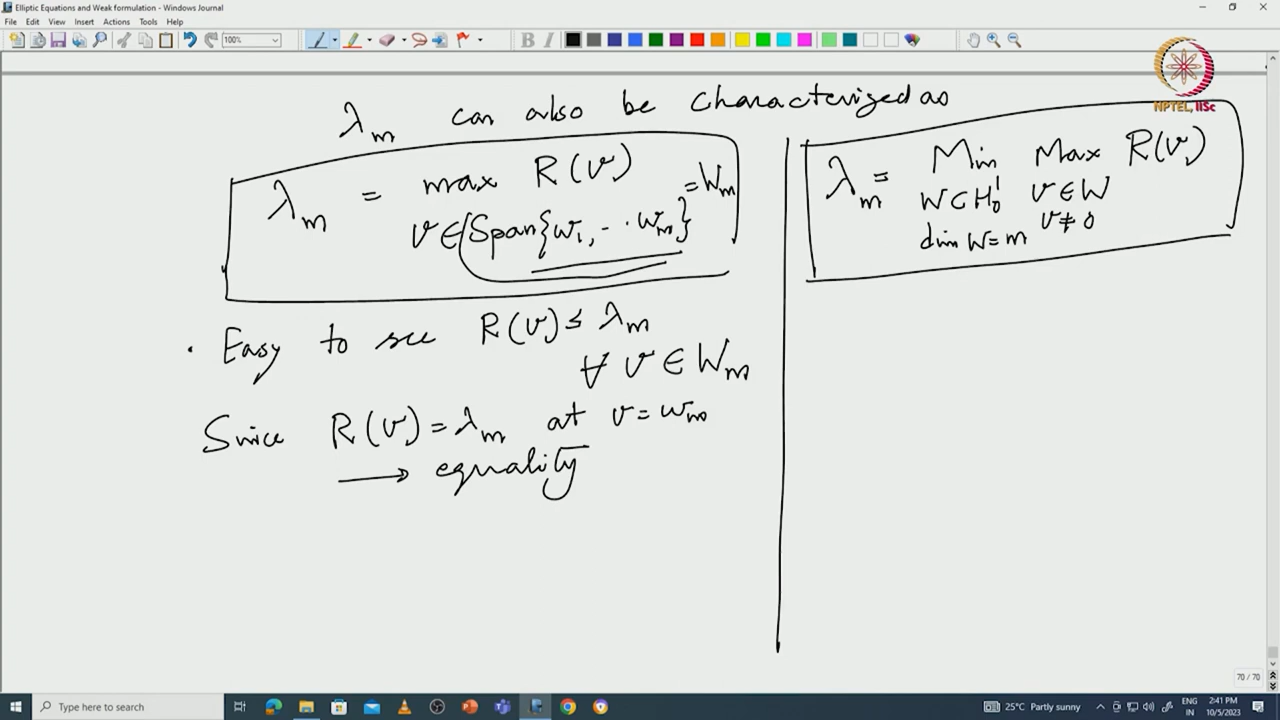 Elliptic Equations and Weak formulation - Windows Journal
File Edit View Insert Actions Tools Help
100%
B I
NPTEL, IISc
λm can also be characterized as
λm = max R(v)
v ∈ Span{w1, -- wm} = Wm
λm = Min Max R(v)
W ⊂ H¹₀ v ∈ W
dim W = m v ≠ 0
. Easy to see R(v) ≤ λm
∀ v ∈ Wm
Since R(v) = λm at v = wm
→ equality
70 / 70
Type here to search
25°C Partly sunny
ENG
IN
2:41 PM
10/5/2023